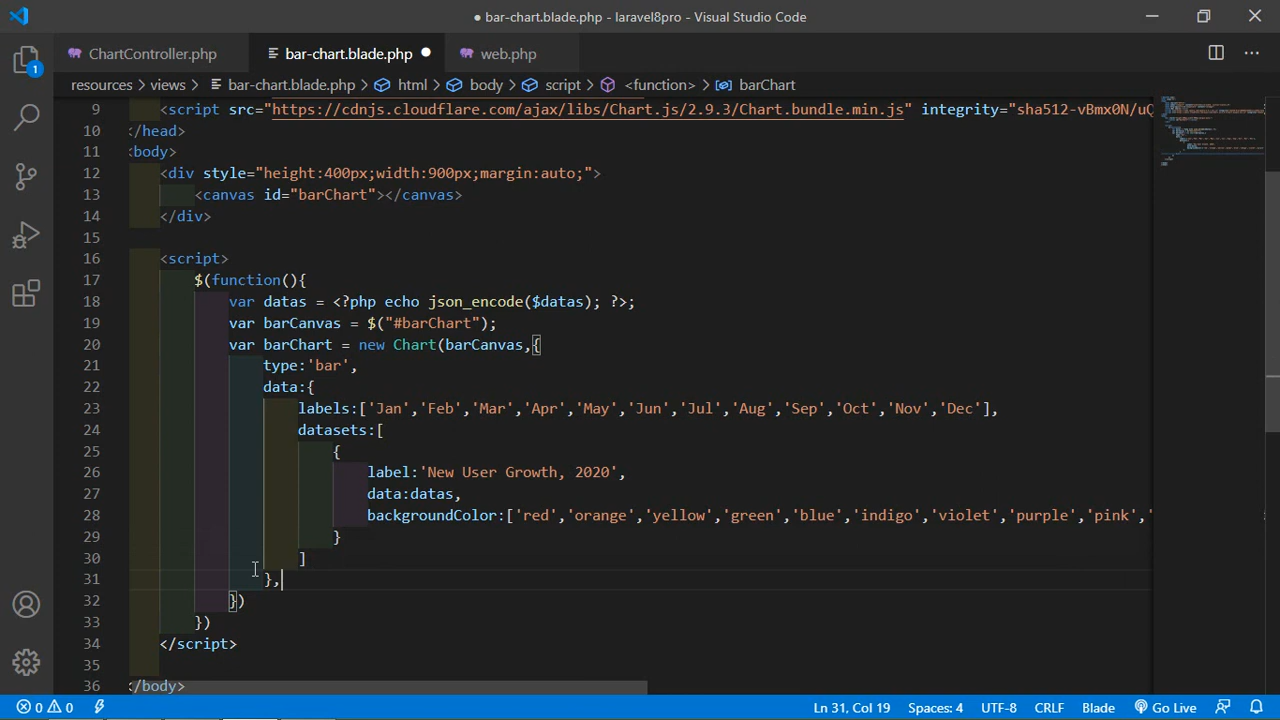 ● bar-chart.blade.php - laravel8pro - Visual Studio Code
ChartController.php
bar-chart.blade.php ●
web.php
resources > views > bar-chart.blade.php > html > body > script > <function> > barChart
9 <script src="https://cdnjs.cloudflare.com/ajax/libs/Chart.js/2.9.3/Chart.bundle.min.js" integrity="sha512-vBmx0N/uQ
10 </head>
11 <body>
12 <div style="height:400px;width:900px;margin:auto;">
13 <canvas id="barChart"></canvas>
14 </div>
15
16 <script>
17 $(function(){
18 var datas = <?php echo json_encode($datas); ?>;
19 var barCanvas = $("#barChart");
20 var barChart = new Chart(barCanvas,{
21 type:'bar',
22 data:{
23 labels:['Jan','Feb','Mar','Apr','May','Jun','Jul','Aug','Sep','Oct','Nov','Dec'],
24 datasets:[
25 {
26 label:'New User Growth, 2020',
27 data:datas,
28 backgroundColor:['red','orange','yellow','green','blue','indigo','violet','purple','pink','
29 }
30 ]
31 },
32 })
33 })
34 </script>
35
36 </body>
1
0 0 Ln 31, Col 19 Spaces: 4 UTF-8 CRLF Blade Go Live